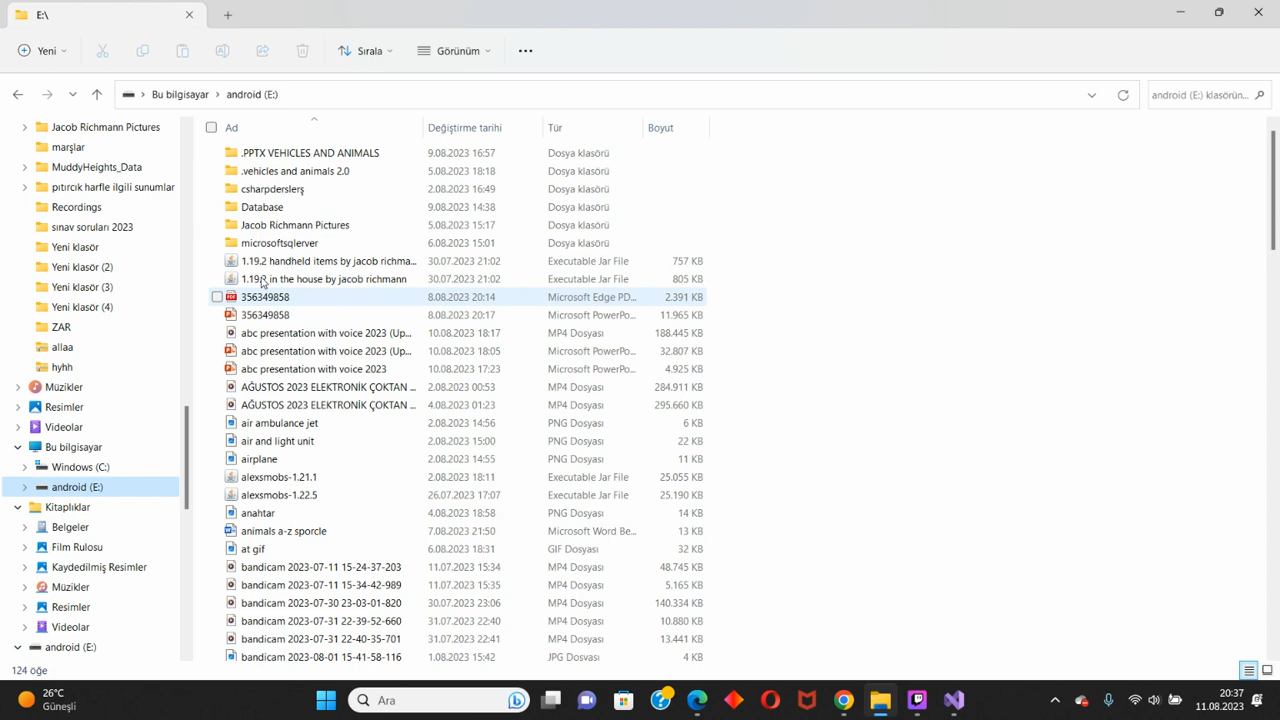 E:\
Yeni
Sırala
Görünüm
Bu bilgisayar
android (E:)
android (E:) klasörün...
Jacob Richmann Pictures
marşlar
MuddyHeights_Data
pıtırcık harfle ilgili sunumlar
Recordings
sınav soruları 2023
Yeni klasör
Yeni klasör (2)
Yeni klasör (3)
Yeni klasör (4)
ZAR
allaa
hyhh
Müzikler
Resimler
Videolar
Bu bilgisayar
Windows (C:)
android (E:)
Kitaplıklar
Belgeler
Film Rulosu
Kaydedilmiş Resimler
Müzikler
Resimler
Videolar
android (E:)
Ad Değiştirme tarihi Tür Boyut
.PPTX VEHICLES AND ANIMALS 9.08.2023 16:57 Dosya klasörü
.vehicles and animals 2.0 5.08.2023 18:18 Dosya klasörü
csharpderslerş 2.08.2023 16:49 Dosya klasörü
Database 9.08.2023 14:38 Dosya klasörü
Jacob Richmann Pictures 5.08.2023 15:17 Dosya klasörü
microsoftsqlerver 6.08.2023 15:01 Dosya klasörü
1.19.2 handheld items by jacob richma... 30.07.2023 21:02 Executable Jar File 757 KB
1.19.2 in the house by jacob richmann 30.07.2023 21:02 Executable Jar File 805 KB
356349858 8.08.2023 20:14 Microsoft Edge PD... 2.391 KB
356349858 8.08.2023 20:17 Microsoft PowerPo... 11.965 KB
abc presentation with voice 2023 (Up... 10.08.2023 18:17 MP4 Dosyası 188.445 KB
abc presentation with voice 2023 (Up... 10.08.2023 18:05 Microsoft PowerPo... 32.807 KB
abc presentation with voice 2023 10.08.2023 17:23 Microsoft PowerPo... 4.925 KB
AĞUSTOS 2023 ELEKTRONİK ÇOKTAN ... 2.08.2023 00:53 MP4 Dosyası 284.911 KB
AĞUSTOS 2023 ELEKTRONİK ÇOKTAN ... 4.08.2023 01:23 MP4 Dosyası 295.660 KB
air ambulance jet 2.08.2023 14:56 PNG Dosyası 6 KB
air and light unit 2.08.2023 15:00 PNG Dosyası 22 KB
airplane 2.08.2023 14:55 PNG Dosyası 11 KB
alexsmobs-1.21.1 2.08.2023 18:11 Executable Jar File 25.055 KB
alexsmobs-1.22.5 26.07.2023 17:07 Executable Jar File 25.190 KB
anahtar 4.08.2023 18:58 PNG Dosyası 14 KB
animals a-z sporcle 7.08.2023 21:50 Microsoft Word Be... 13 KB
at gif 6.08.2023 18:31 GIF Dosyası 32 KB
bandicam 2023-07-11 15-24-37-203 11.07.2023 15:34 MP4 Dosyası 48.745 KB
bandicam 2023-07-11 15-34-42-989 11.07.2023 15:35 MP4 Dosyası 5.165 KB
bandicam 2023-07-30 23-03-01-820 30.07.2023 23:06 MP4 Dosyası 140.334 KB
bandicam 2023-07-31 22-39-52-660 31.07.2023 22:40 MP4 Dosyası 10.880 KB
bandicam 2023-07-31 22-40-35-701 31.07.2023 22:41 MP4 Dosyası 13.441 KB
bandicam 2023-08-01 15-41-58-116 1.08.2023 15:42 JPG Dosyası 4 KB
124 öğe
26°C
Güneşli
Ara
20:37
11.08.2023